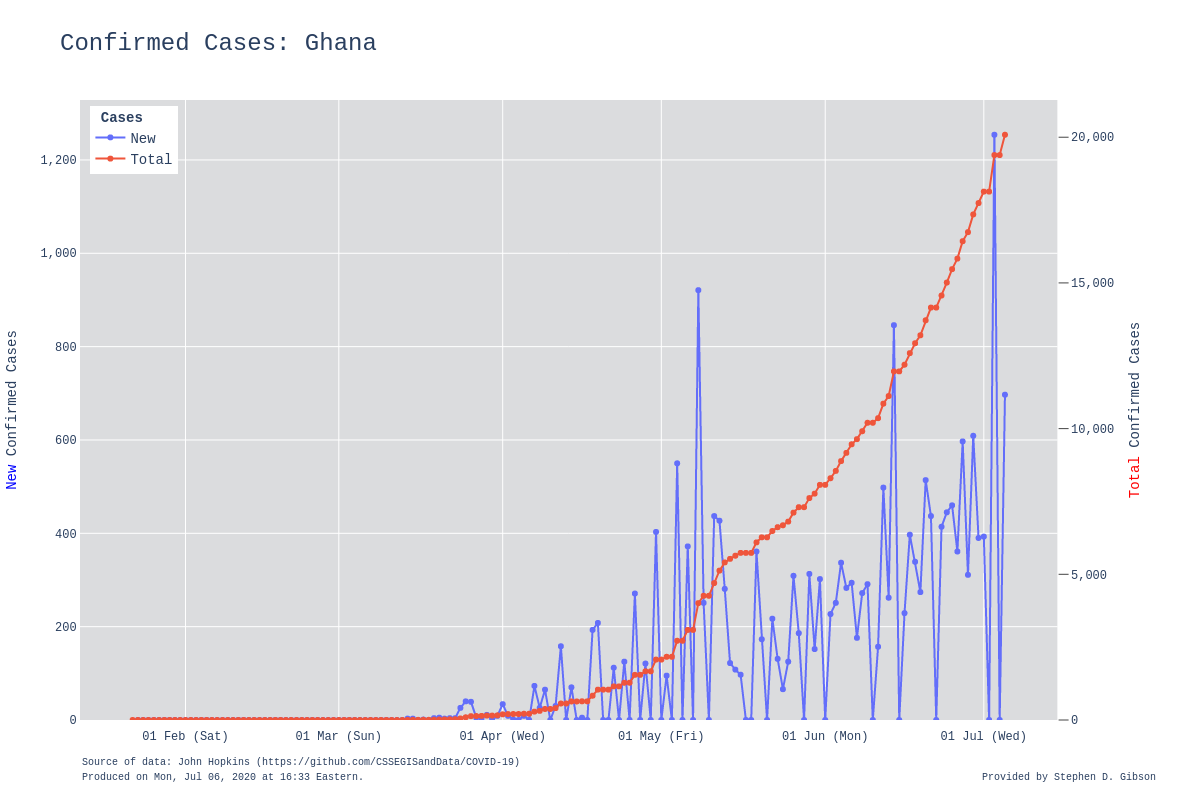 Confirmed Cases: Ghana
Cases
New
Total
1,200
1,000
800
600
400
200
0
20,000
15,000
10,000
5,000
0
New Confirmed Cases
Total Confirmed Cases
01 Feb (Sat)
01 Mar (Sun)
01 Apr (Wed)
01 May (Fri)
01 Jun (Mon)
01 Jul (Wed)
Source of data: John Hopkins (https://github.com/CSSEGISandData/COVID-19)
Produced on Mon, Jul 06, 2020 at 16:33 Eastern.
Provided by Stephen D. Gibson